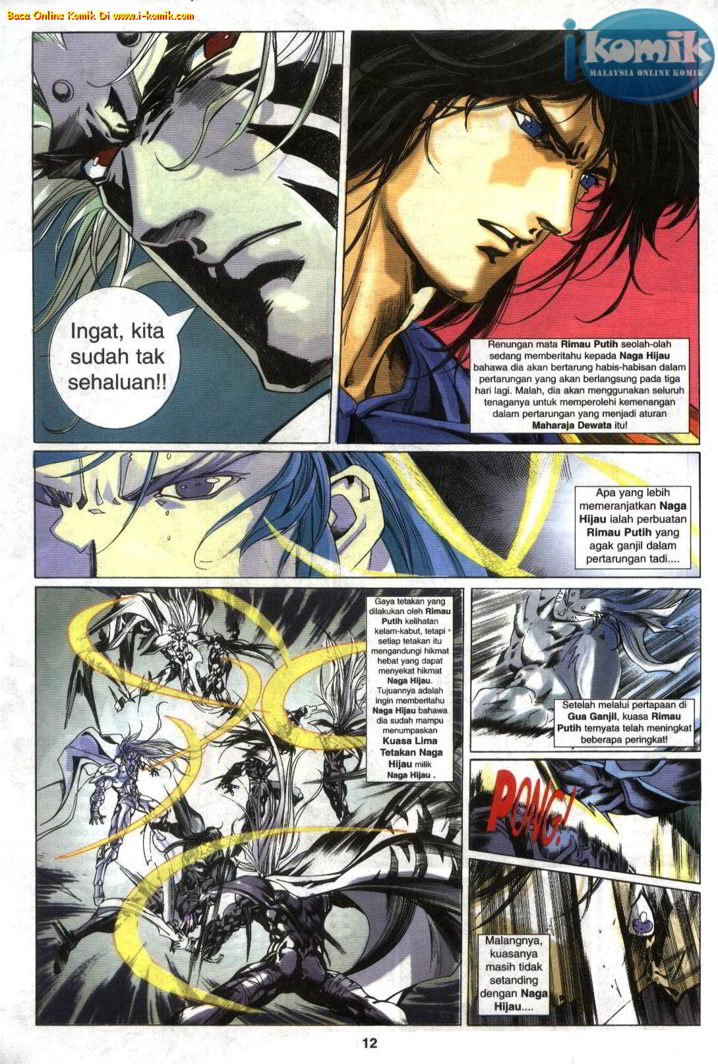 Baca Online Komik Di www.i-komik.com
ikomik
MALAYSIA ONLINE KOMIK
Ingat, kita
sudah tak
sehaluan!!
Renungan mata Rimau Putih seolah-olah
sedang memberitahu kepada Naga Hijau
bahawa dia akan bertarung habis-habisan dalam
pertarungan yang akan berlangsung pada tiga
hari lagi. Malah, dia akan menggunakan seluruh
tenaganya untuk memperolehi kemenangan
dalam pertarungan yang menjadi aturan
Maharaja Dewata itu!
Apa yang lebih
memeranjatkan Naga
Hijau ialah perbuatan
Rimau Putih yang
agak ganjil dalam
pertarungan tadi....
Gaya tetakan yang
dilakukan oleh Rimau
Putih kelihatan
kelam-kabut, tetapi
setiap tetakan itu
mengandungi hikmat
hebat yang dapat
menyekat hikmat
Naga Hijau.
Tujuannya adalah
ingin memberitahu
Naga Hijau bahawa
dia sudah mampu
menumpaskan
Kuasa Lima
Tetakan Naga
Hijau milik
Naga Hijau .
Setelah melalui pertapaan di
Gua Ganjil, kuasa Rimau
Putih ternyata telah meningkat
beberapa peringkat!
PONG!
Malangnya,
kuasanya
masih tidak
setanding
dengan Naga
Hijau....
12